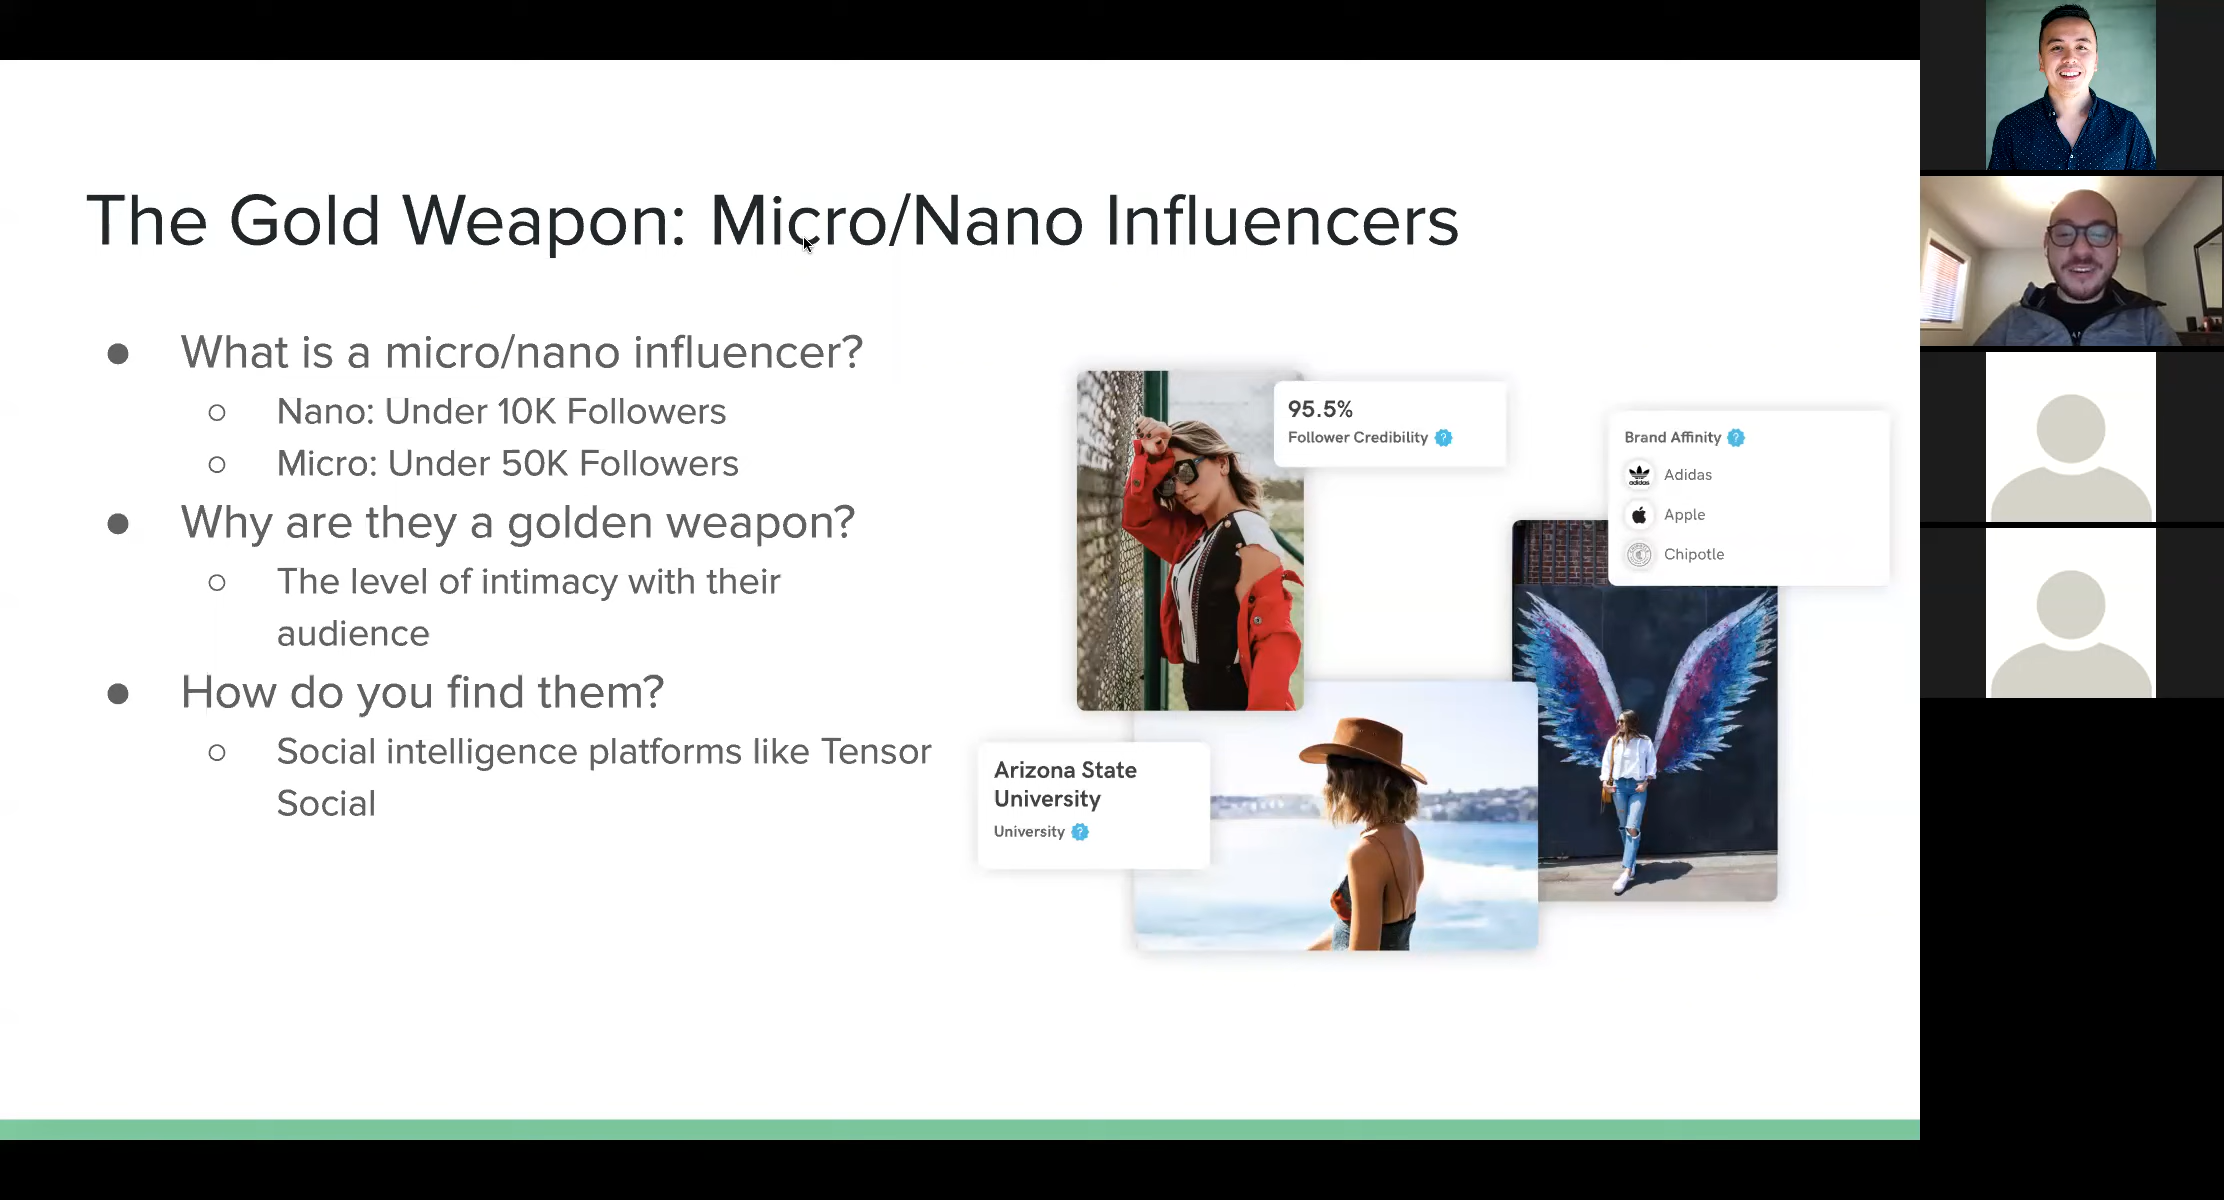 The Gold Weapon: Micro/Nano Influencers
● What is a micro/nano influencer?
○ Nano: Under 10K Followers
○ Micro: Under 50K Followers
● Why are they a golden weapon?
○ The level of intimacy with their
audience
● How do you find them?
○ Social intelligence platforms like Tensor
Social
95.5%
Follower Credibility ?
Brand Affinity ?
adidas Adidas
Apple
Chipotle
Arizona State
University
University ?